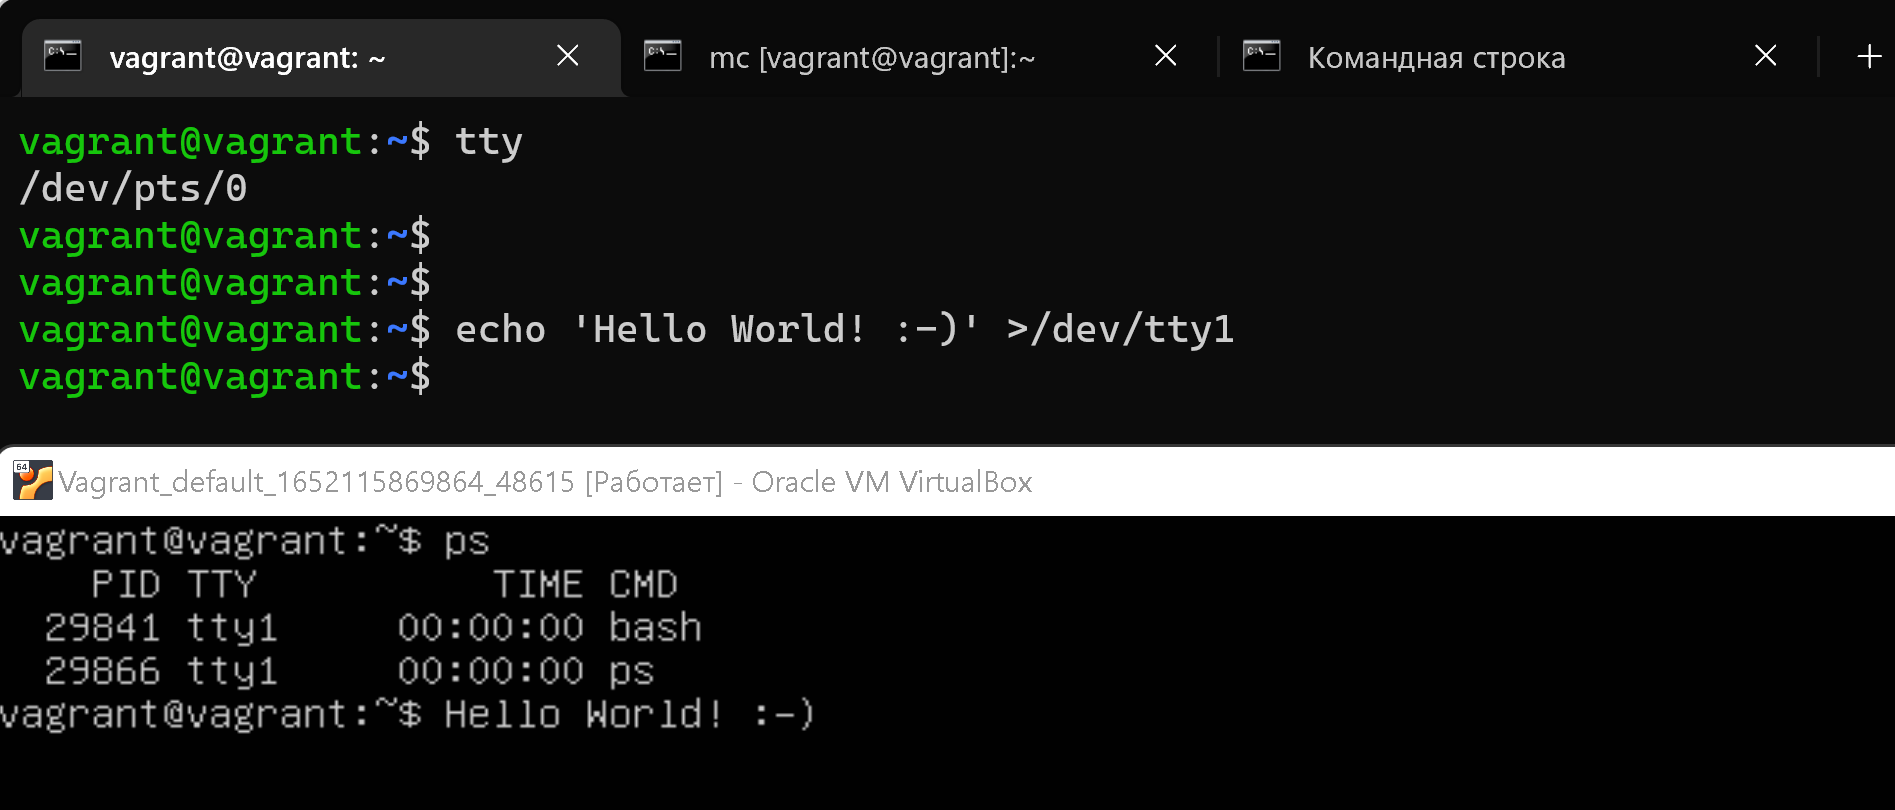 vagrant@vagrant: ~
mc [vagrant@vagrant]:~
Командная строка
vagrant@vagrant:~$ tty
/dev/pts/0
vagrant@vagrant:~$
vagrant@vagrant:~$
vagrant@vagrant:~$ echo 'Hello World! :-)' >/dev/tty1
vagrant@vagrant:~$
64
Vagrant_default_1652115869864_48615 [Работает] - Oracle VM VirtualBox
vagrant@vagrant:~$ ps
PID TTY TIME CMD
29841 tty1 00:00:00 bash
29866 tty1 00:00:00 ps
vagrant@vagrant:~$ Hello World! :-)